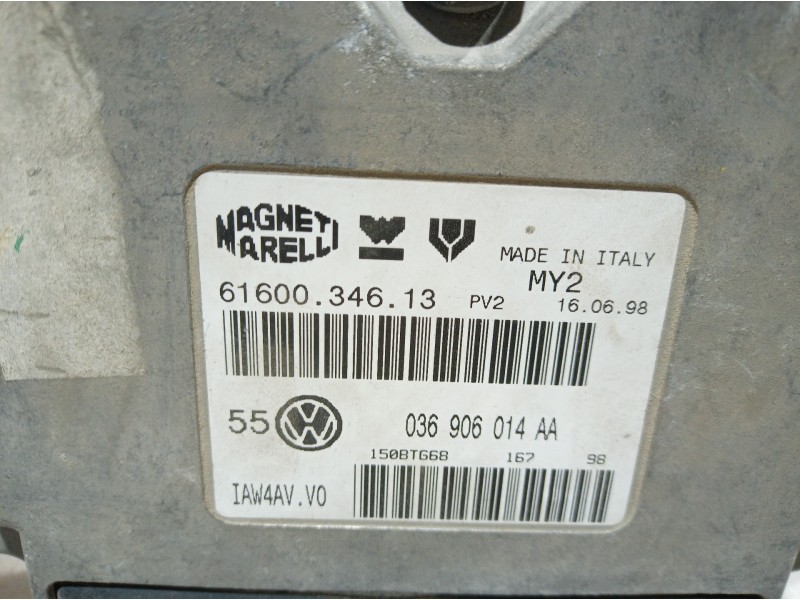 MAGNETI
MARELLI
MADE IN ITALY
MY2
61600.346.13 PV2 16.06.98
55 036 906 014 AA
1508TG68 167 98
IAW4AV.V0